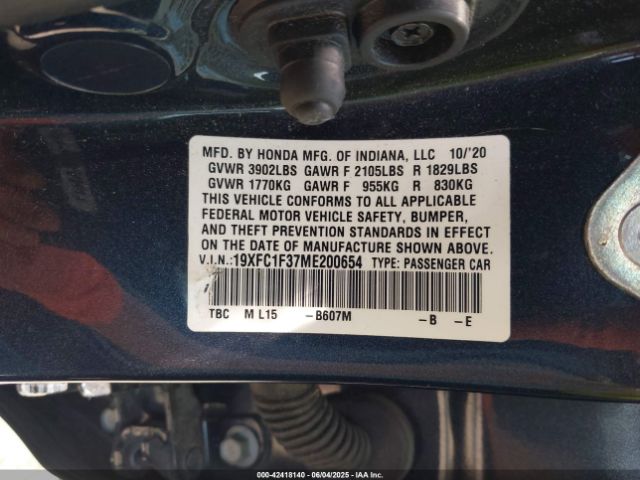 MFD. BY HONDA MFG. OF INDIANA, LLC 10/'20
GVWR 3902LBS GAWR F 2105LBS R 1829LBS
GVWR 1770KG GAWR F 955KG R 830KG
THIS VEHICLE CONFORMS TO ALL APPLICABLE
FEDERAL MOTOR VEHICLE SAFETY, BUMPER,
AND THEFT PREVENTION STANDARDS IN EFFECT
ON THE DATE OF MANUFACTURE SHOWN ABOVE.
V.I.N.:19XFC1F37ME200654 TYPE: PASSENGER CAR
TBC M L15 -B607M -B -E
000-42418140 - 06/04/2025 - IAA Inc.